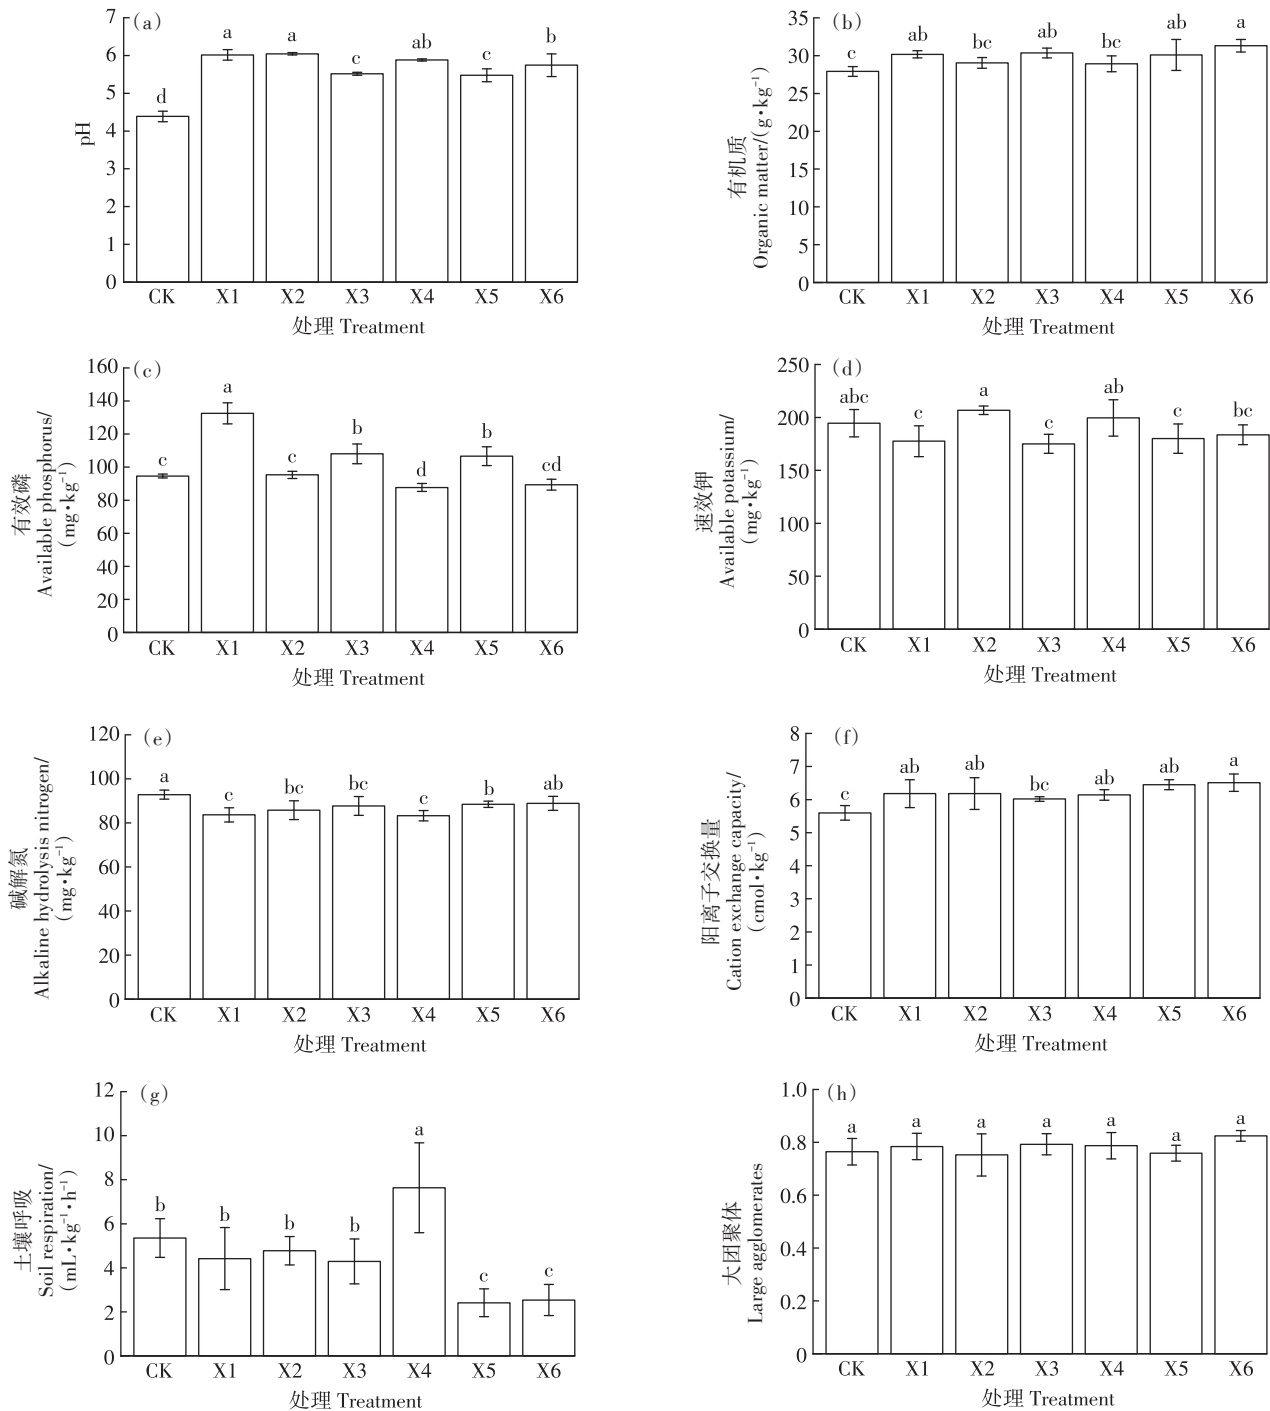 (a)
7
6
5
4
3
2
1
0
pH
d
a
a
c
ab
c
b
CK X1 X2 X3 X4 X5 X6
处理 Treatment
(b)
35
30
25
20
15
10
5
0
有机质
Organic matter/(g•kg⁻¹)
c
ab
bc
ab
bc
ab
a
CK X1 X2 X3 X4 X5 X6
处理 Treatment
(c)
160
140
120
100
80
60
40
20
0
有效磷
Available phosphorus/
(mg•kg⁻¹)
c
a
c
b
d
b
cd
CK X1 X2 X3 X4 X5 X6
处理 Treatment
(d)
250
200
150
100
50
0
速效钾
Available potassium/
(mg•kg⁻¹)
abc
c
a
c
ab
c
bc
CK X1 X2 X3 X4 X5 X6
处理 Treatment
(e)
120
100
80
60
40
20
0
碱解氮
Alkaline hydrolysis nitrogen/
(mg•kg⁻¹)
a
c
bc
bc
c
b
ab
CK X1 X2 X3 X4 X5 X6
处理 Treatment
(f)
8
7
6
5
4
3
2
1
0
阳离子交换量
Cation exchange capacity/
(cmol•kg⁻¹)
c
ab
ab
bc
ab
ab
a
CK X1 X2 X3 X4 X5 X6
处理 Treatment
(g)
12
10
8
6
4
2
0
土壤呼吸
Soil respiration/
(mL•kg⁻¹•h⁻¹)
b
b
b
b
a
c
c
CK X1 X2 X3 X4 X5 X6
处理 Treatment
(h)
1.0
0.8
0.6
0.4
0.2
0
大团聚体
Large agglomerates
a
a
a
a
a
a
a
CK X1 X2 X3 X4 X5 X6
处理 Treatment